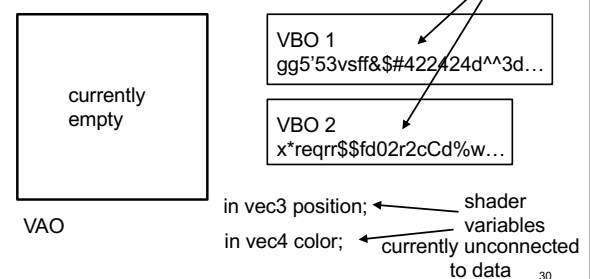 VBO 1
gg5'53vsff&$#422424d^^3d…
currently
empty
VBO 2
x*reqrr$$fd02r2cCd%w…
VAO
in vec3 position;
in vec4 color;
shader
variables
currently unconnected
to data
30